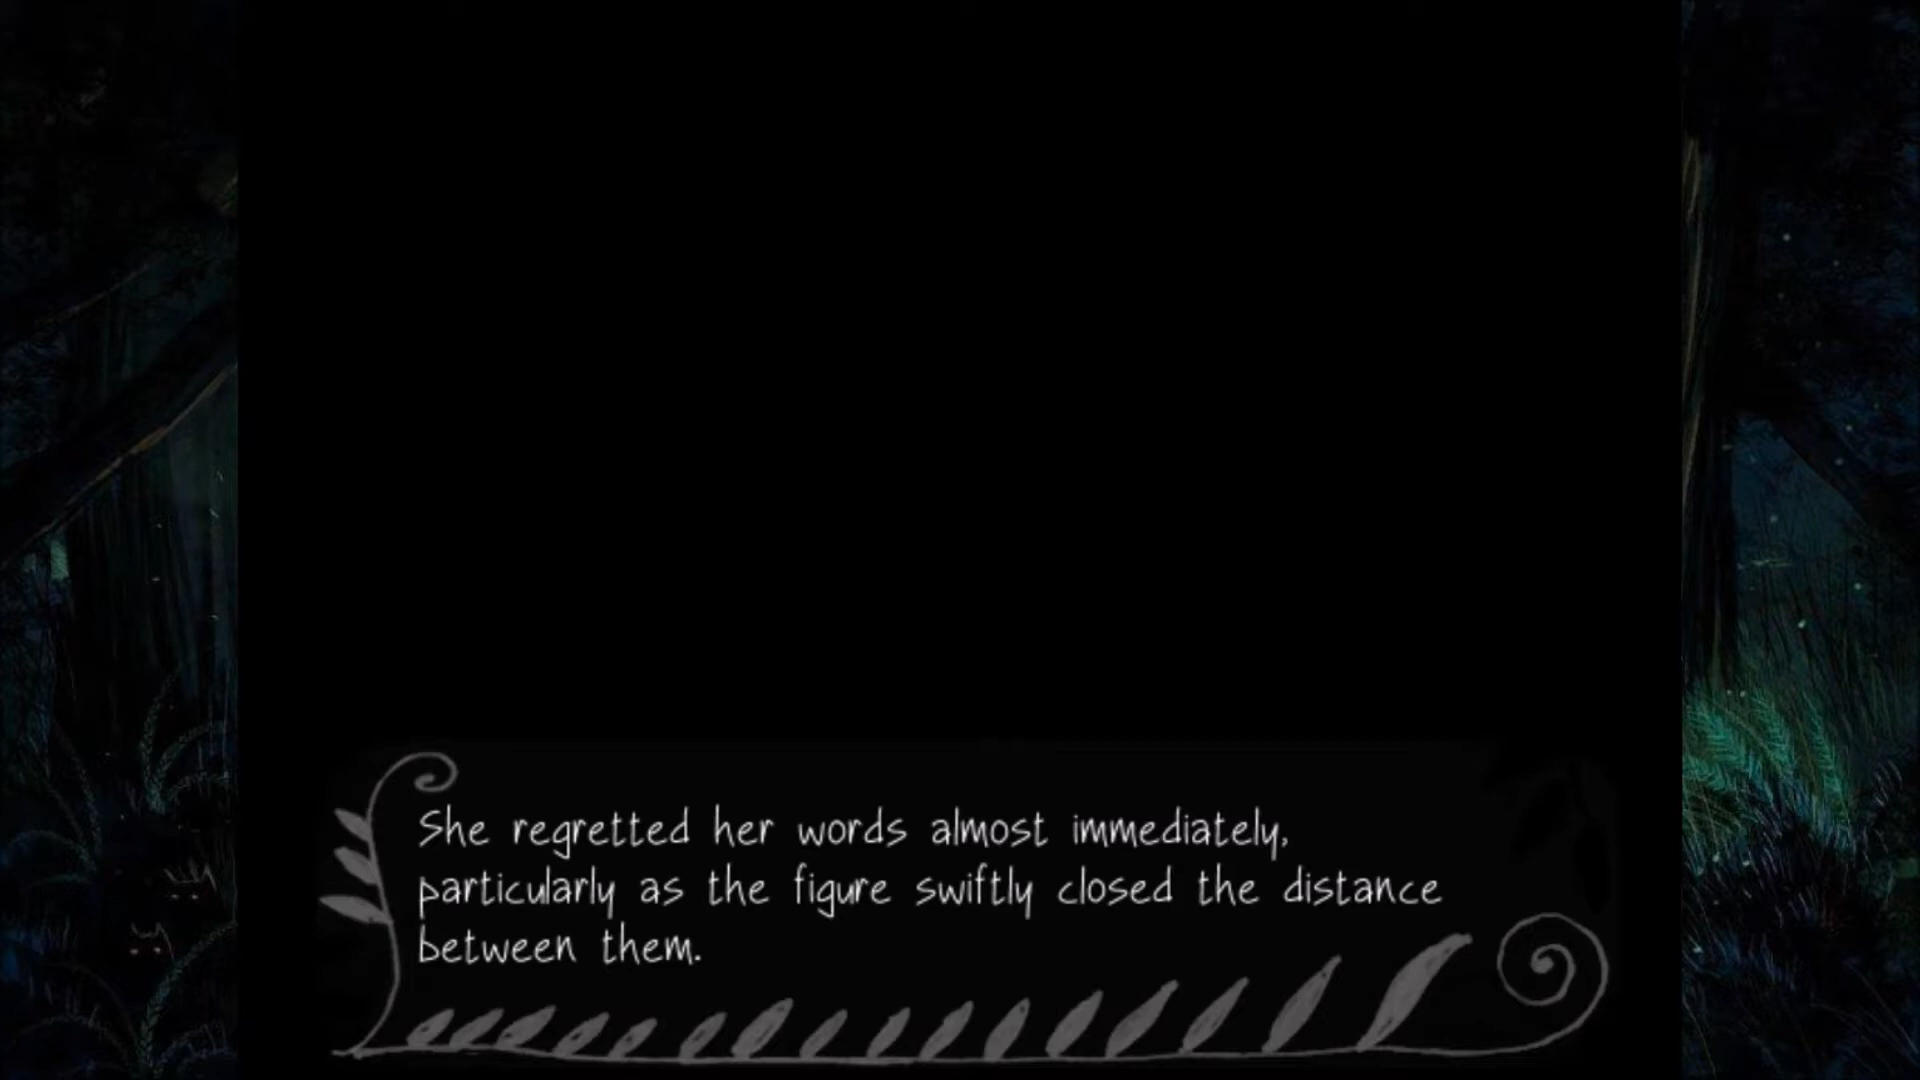 She regretted her words almost immediately,
particularly as the figure swiftly closed the distance
between them.